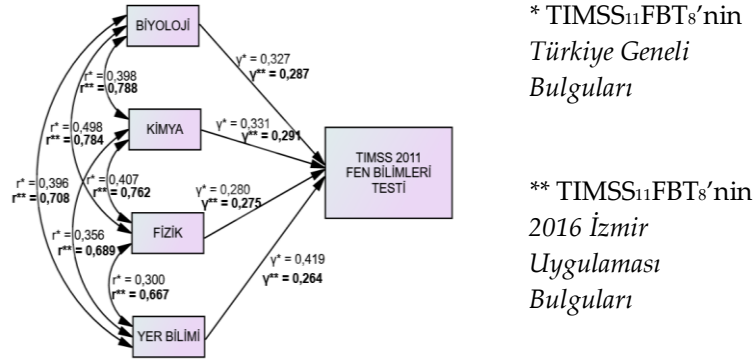 BİYOLOJİ
γ* = 0,327
γ** = 0,287
r* = 0,398
r** = 0,788
r* = 0,498
r** = 0,784
KİMYA
γ* = 0,331
γ** = 0,291
TIMSS 2011
FEN BİLİMLERİ
TESTİ
r* = 0,396
r** = 0,708
r* = 0,407
r** = 0,762
γ* = 0,280
γ** = 0,275
r* = 0,356
r** = 0,689
FİZİK
r* = 0,300
r** = 0,667
γ* = 0,419
γ** = 0,264
YER BİLİMİ
* TIMSS₁₁FBT₈'nin
Türkiye Geneli
Bulguları
** TIMSS₁₁FBT₈'nin
2016 İzmir
Uygulaması
Bulguları